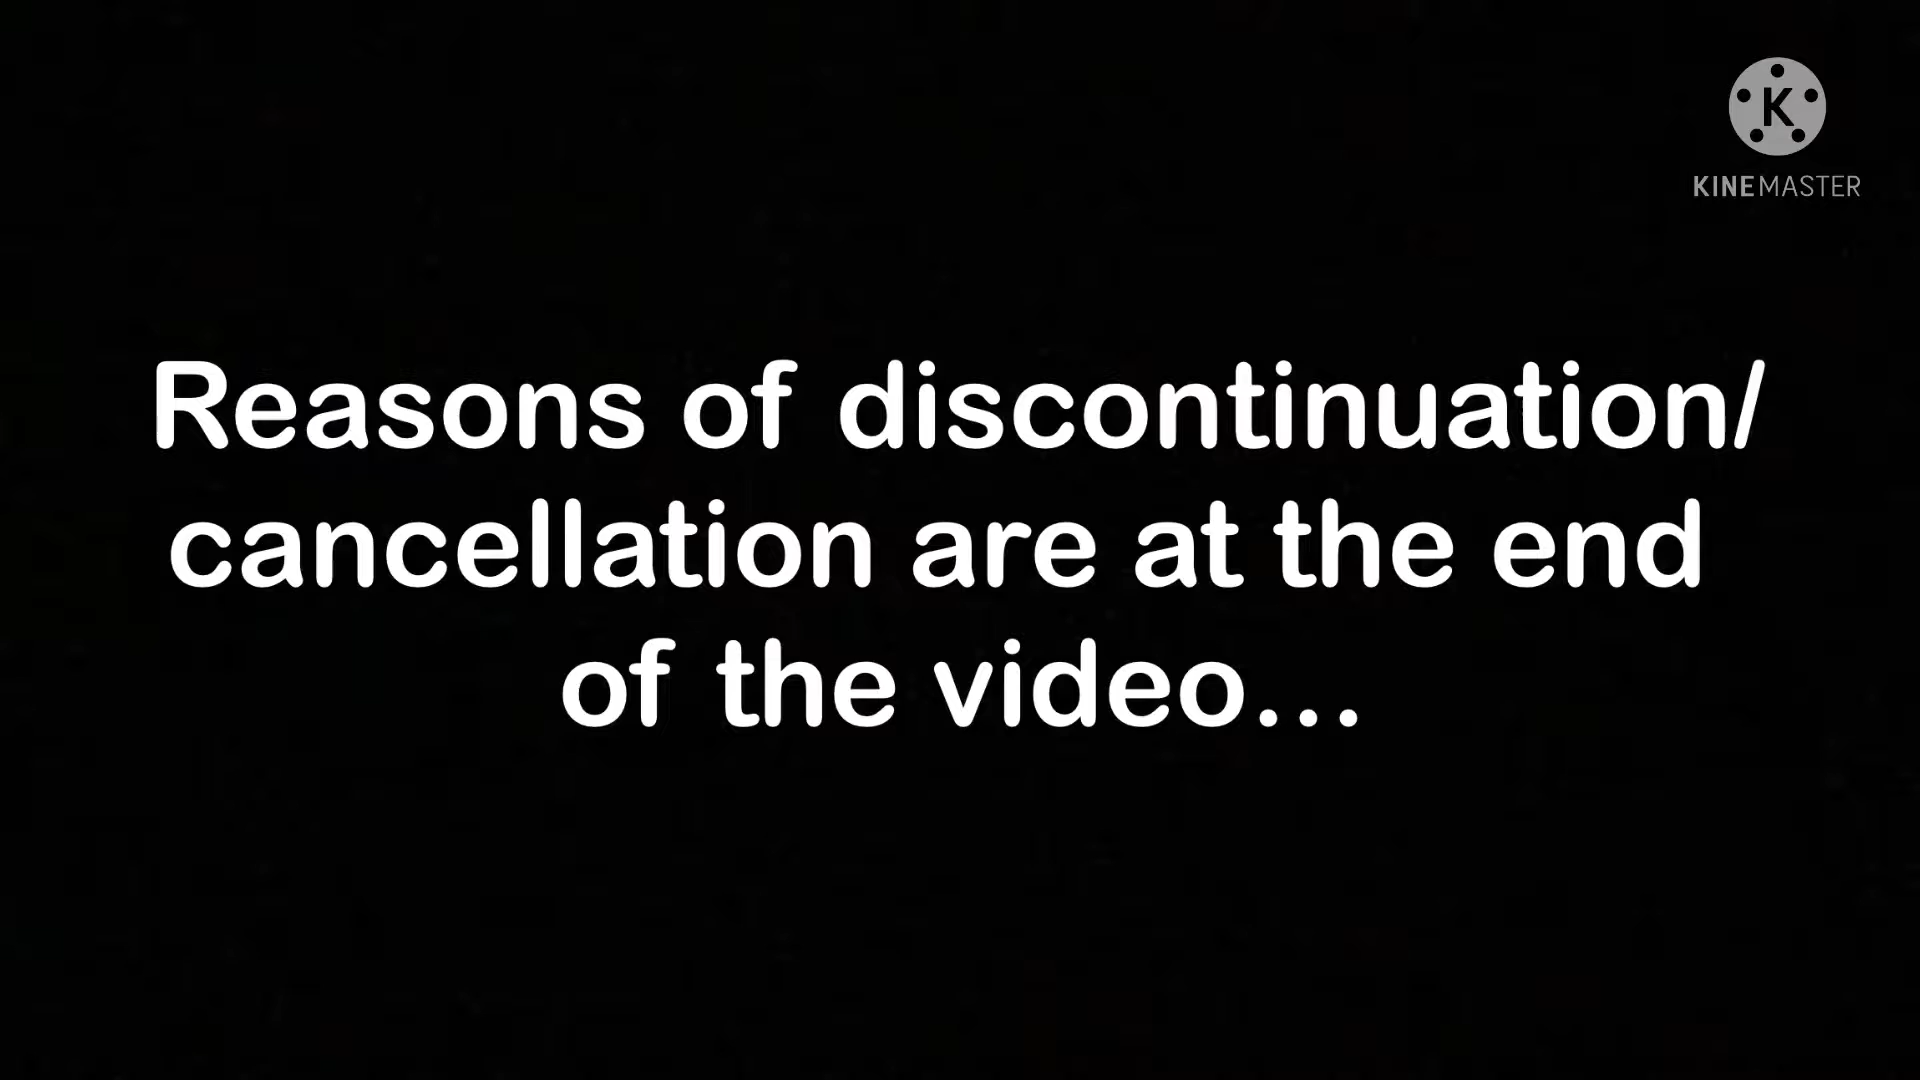 K
KINEMASTER
Reasons of discontinuation/
cancellation are at the end
of the video...